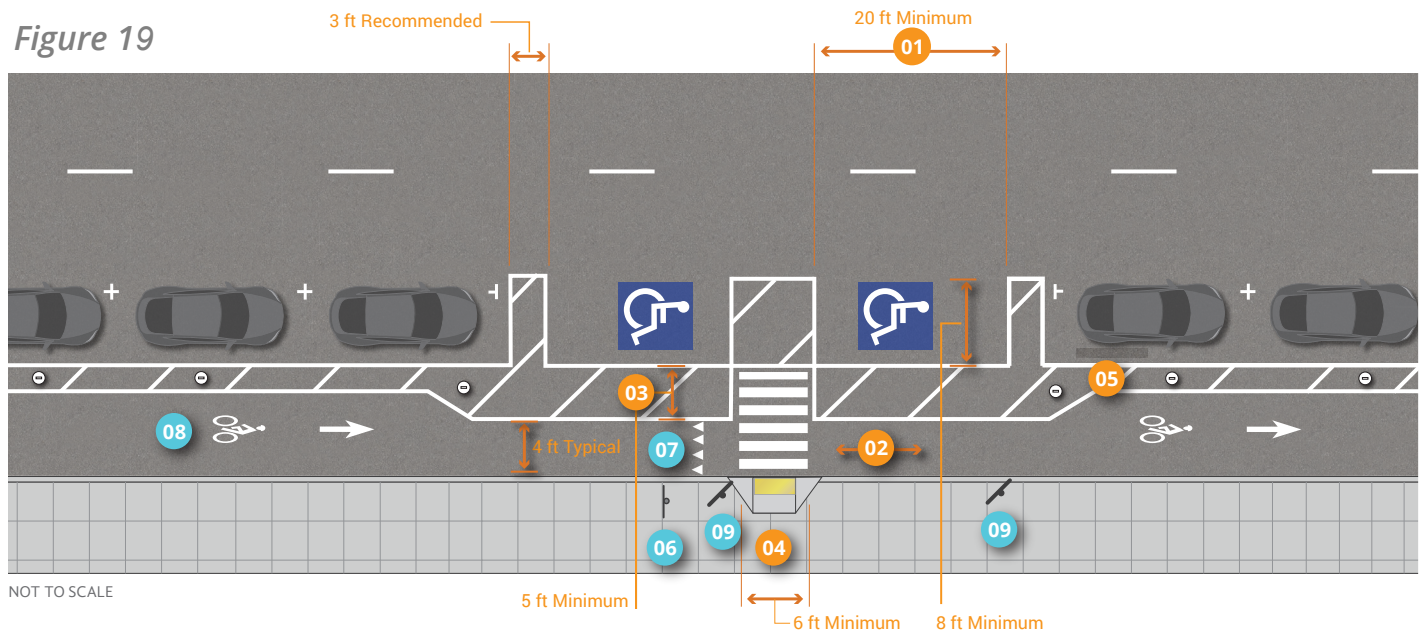 Figure 19
3 ft Recommended
20 ft Minimum
01
03
05
08
4 ft Typical
07
02
06
09
04
09
NOT TO SCALE
5 ft Minimum
6 ft Minimum
8 ft Minimum